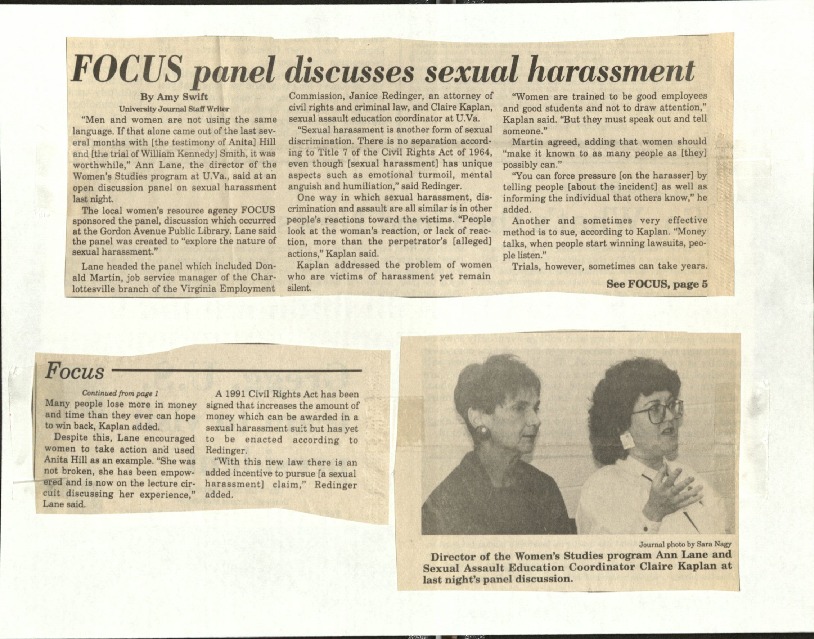 FOCUS panel discusses sexual harassment
By Amy Swift
University Journal Staff Writer
"Men and women are not using the same
language. If that alone came out of the last sev-
eral months with [the testimony of Anita] Hill
and [the trial of William Kennedy] Smith, it was
worthwhile," Ann Lane, the director of the
Women's Studies program at U.Va., said at an
open discussion panel on sexual harassment
last night.
The local women's resource agency FOCUS
sponsored the panel, discussion which occurred
at the Gordon Avenue Public Library. Lane said
the panel was created to "explore the nature of
sexual harassment."
Lane headed the panel which included Don-
ald Martin, job service manager of the Char-
lottesville branch of the Virginia Employment
Commission, Janice Redinger, an attorney of
civil rights and criminal law, and Claire Kaplan,
sexual assault education coordinator at U.Va.
"Sexual harassment is another form of sexual
discrimination. There is no separation accord-
ing to Title 7 of the Civil Rights Act of 1964,
even though [sexual harassment] has unique
aspects such as emotional turmoil, mental
anguish and humiliation," said Redinger.
One way in which sexual harassment, dis-
crimination and assault are all similar is in other
people's reactions toward the victims. "People
look at the woman's reaction, or lack of reac-
tion, more than the perpetrator's [alleged]
actions," Kaplan said.
Kaplan addressed the problem of women
who are victims of harassment yet remain
silent.
"Women are trained to be good employees
and good students and not to draw attention,"
Kaplan said. "But they must speak out and tell
someone."
Martin agreed, adding that women should
"make it known to as many people as [they]
possibly can."
"You can force pressure [on the harasser] by
telling people [about the incident] as well as
informing the individual that others know," he
added.
Another and sometimes very effective
method is to sue, according to Kaplan. "Money
talks, when people start winning lawsuits, peo-
ple listen."
Trials, however, sometimes can take years.
See FOCUS, page 5
Focus
Continued from page 1
Many people lose more in money
and time than they ever can hope
to win back, Kaplan added.
Despite this, Lane encouraged
women to take action and used
Anita Hill as an example. "She was
not broken, she has been empow-
ered and is now on the lecture cir-
cuit discussing her experience,"
Lane said.
A 1991 Civil Rights Act has been
signed that increases the amount of
money which can be awarded in a
sexual harassment suit but has yet
to be enacted according to
Redinger.
"With this new law there is an
added incentive to pursue [a sexual
harassment] claim," Redinger
added.
Journal photo by Sara Nagy
Director of the Women's Studies program Ann Lane and
Sexual Assault Education Coordinator Claire Kaplan at
last night's panel discussion.